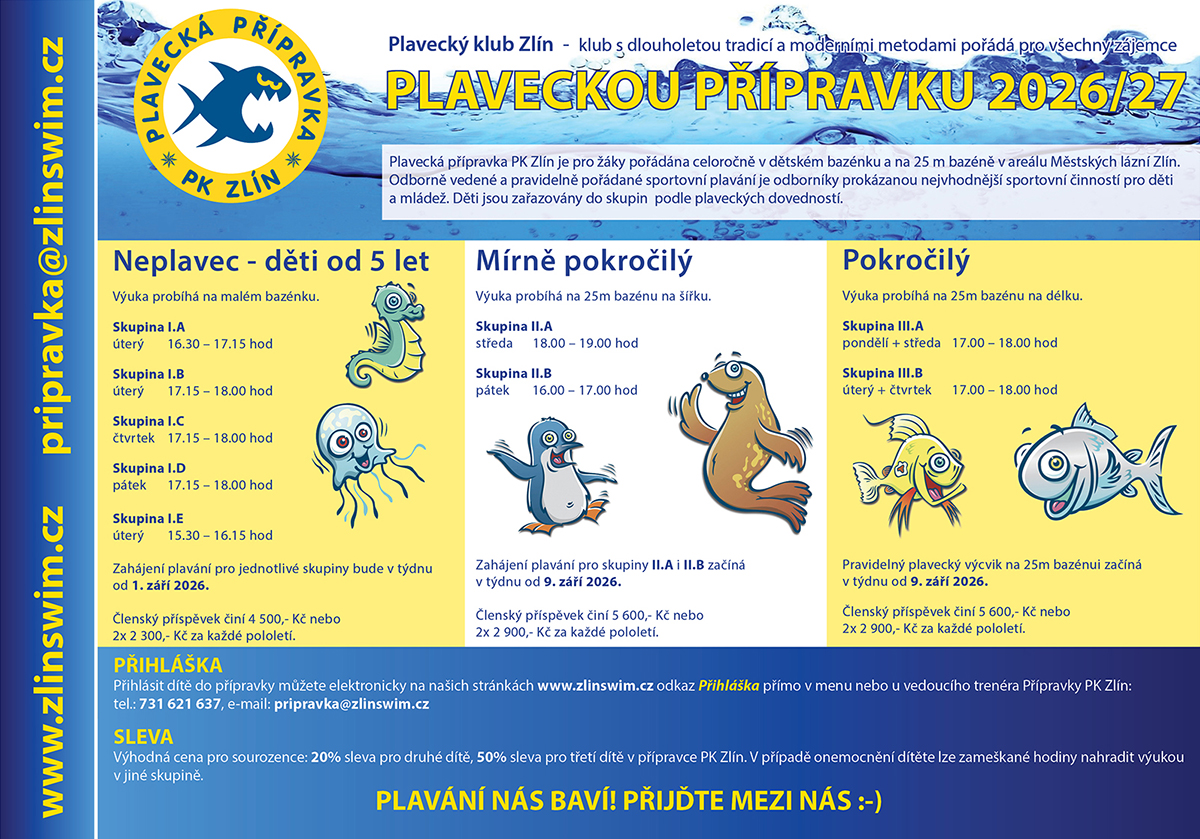 www.zlinswim.cz pripravka@zlinswim.cz
PLAVECKÁ PŘÍPRAVKA
PK ZLÍN
Plavecký klub Zlín - klub s dlouholetou tradicí a moderními metodami pořádá pro všechny zájemce
PLAVECKOU PŘÍPRAVKU 2026/27
Plavecká přípravka PK Zlín je pro žáky pořádána celoročně v dětském bazénku a na 25 m bazéně v areálu Městských lázní Zlín.
Odborně vedené a pravidelně pořádané sportovní plavání je odborníky prokázanou nejvhodnější sportovní činností pro děti
a mládež. Děti jsou zařazovány do skupin podle plaveckých dovedností.
Neplavec - děti od 5 let
Výuka probíhá na malém bazénku.
Skupina I.A
úterý 16.30 – 17.15 hod
Skupina I.B
úterý 17.15 – 18.00 hod
Skupina I.C
čtvrtek 17.15 – 18.00 hod
Skupina I.D
pátek 17.15 – 18.00 hod
Skupina I.E
úterý 15.30 – 16.15 hod
Zahájení plavání pro jednotlivé skupiny bude v týdnu
od 1. září 2026.
Členský příspěvek činí 4 500,- Kč nebo
2x 2 300,- Kč za každé pololetí.
Mírně pokročilý
Výuka probíhá na 25m bazénu na šířku.
Skupina II.A
středa 18.00 – 19.00 hod
Skupina II.B
pátek 16.00 – 17.00 hod
Zahájení plavání pro skupiny II.A i II.B začíná
v týdnu od 9. září 2026.
Členský příspěvek činí 5 600,- Kč nebo
2x 2 900,- Kč za každé pololetí.
Pokročilý
Výuka probíhá na 25m bazénu na délku.
Skupina III.A
pondělí + středa 17.00 – 18.00 hod
Skupina III.B
úterý + čtvrtek 17.00 – 18.00 hod
Pravidelný plavecký výcvik na 25m bazénui začíná
v týdnu od 9. září 2026.
Členský příspěvek činí 5 600,- Kč nebo
2x 2 900,- Kč za každé pololetí.
PŘIHLÁŠKA
Přihlásit dítě do přípravky můžete elektronicky na našich stránkách www.zlinswim.cz odkaz Přihláška přímo v menu nebo u vedoucího trenéra Přípravky PK Zlín:
tel.: 731 621 637, e-mail: pripravka@zlinswim.cz
SLEVA
Výhodná cena pro sourozence: 20% sleva pro druhé dítě, 50% sleva pro třetí dítě v přípravce PK Zlín. V případě onemocnění dítěte lze zameškané hodiny nahradit výukou
v jiné skupině.
PLAVÁNÍ NÁS BAVÍ! PŘIJĎTE MEZI NÁS :-)